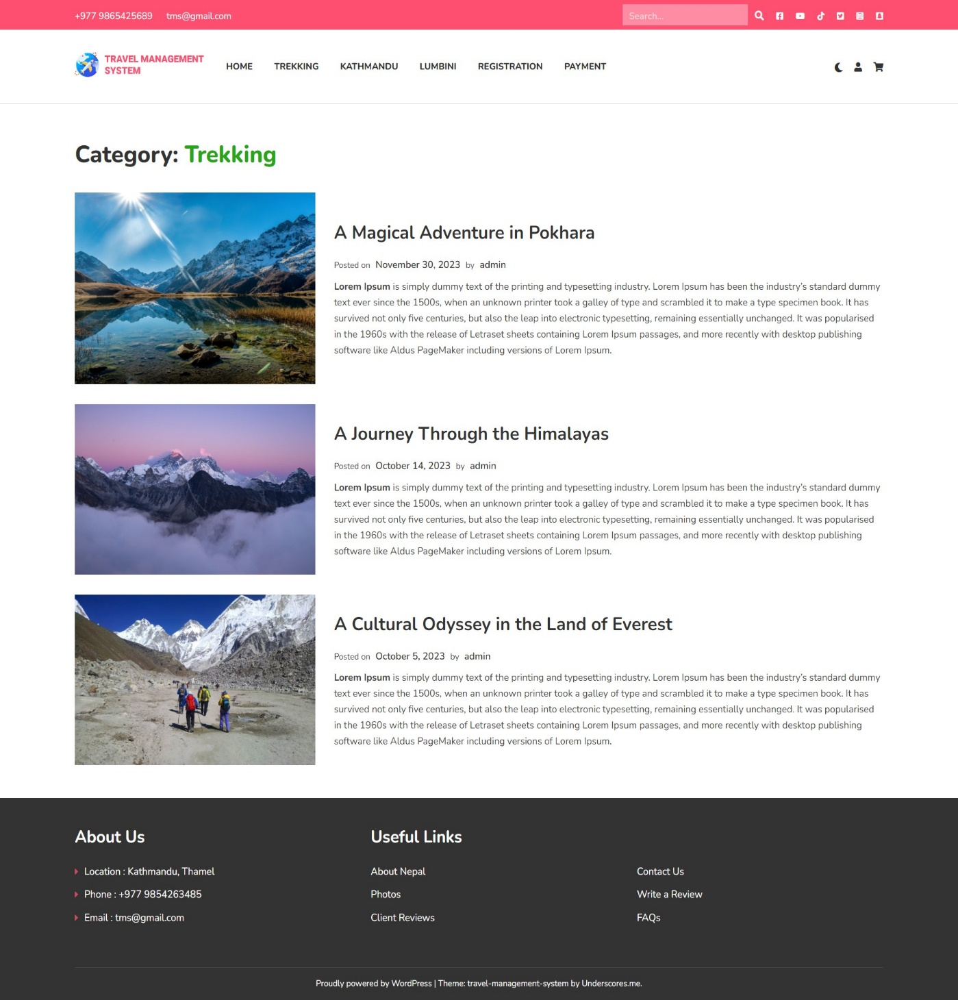 +977 9865425689 tms@gmail.com Search...
TRAVEL MANAGEMENT
SYSTEM
HOME TREKKING KATHMANDU LUMBINI REGISTRATION PAYMENT
Category: Trekking
A Magical Adventure in Pokhara
Posted on November 30, 2023 by admin
Lorem Ipsum is simply dummy text of the printing and typesetting industry. Lorem Ipsum has been the industry’s standard dummy
text ever since the 1500s, when an unknown printer took a galley of type and scrambled it to make a type specimen book. It has
survived not only five centuries, but also the leap into electronic typesetting, remaining essentially unchanged. It was popularised
in the 1960s with the release of Letraset sheets containing Lorem Ipsum passages, and more recently with desktop publishing
software like Aldus PageMaker including versions of Lorem Ipsum.
A Journey Through the Himalayas
Posted on October 14, 2023 by admin
Lorem Ipsum is simply dummy text of the printing and typesetting industry. Lorem Ipsum has been the industry’s standard dummy
text ever since the 1500s, when an unknown printer took a galley of type and scrambled it to make a type specimen book. It has
survived not only five centuries, but also the leap into electronic typesetting, remaining essentially unchanged. It was popularised
in the 1960s with the release of Letraset sheets containing Lorem Ipsum passages, and more recently with desktop publishing
software like Aldus PageMaker including versions of Lorem Ipsum.
A Cultural Odyssey in the Land of Everest
Posted on October 5, 2023 by admin
Lorem Ipsum is simply dummy text of the printing and typesetting industry. Lorem Ipsum has been the industry’s standard dummy
text ever since the 1500s, when an unknown printer took a galley of type and scrambled it to make a type specimen book. It has
survived not only five centuries, but also the leap into electronic typesetting, remaining essentially unchanged. It was popularised
in the 1960s with the release of Letraset sheets containing Lorem Ipsum passages, and more recently with desktop publishing
software like Aldus PageMaker including versions of Lorem Ipsum.
About Us
Location : Kathmandu, Thamel
Phone : +977 9854263485
Email : tms@gmail.com
Useful Links
About Nepal
Photos
Client Reviews
Contact Us
Write a Review
FAQs
Proudly powered by WordPress | Theme: travel-management-system by Underscores.me.